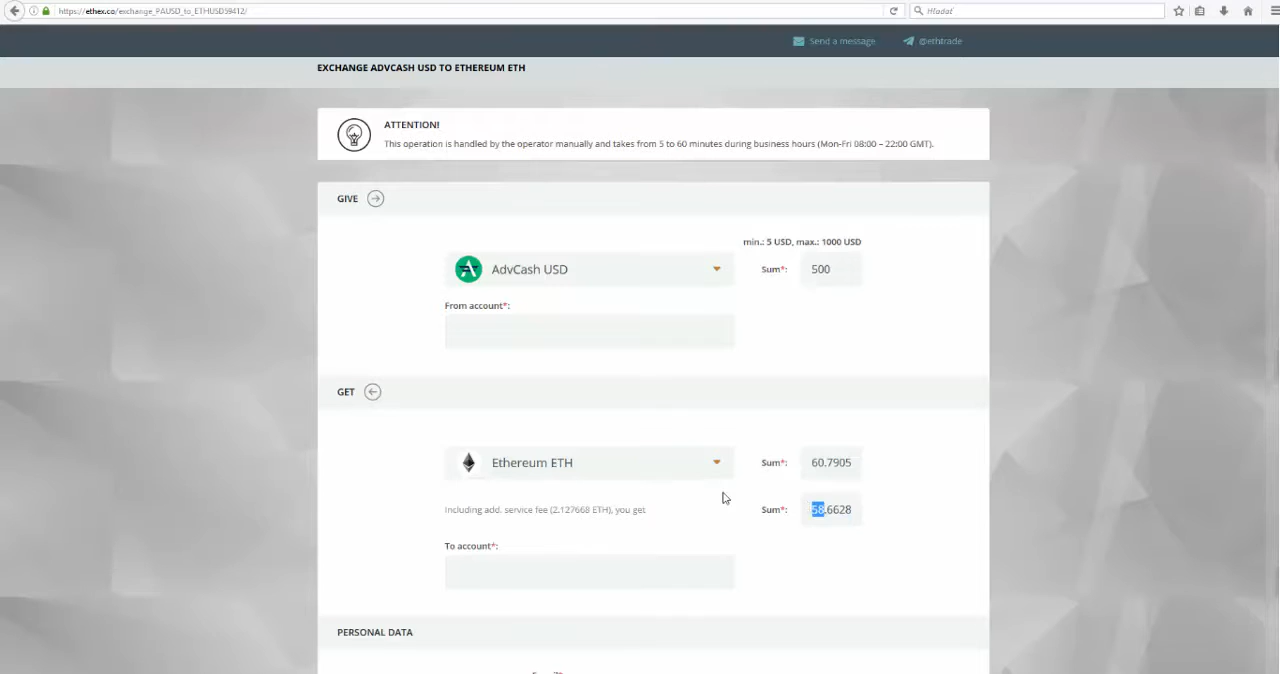 https://ethex.co/exchange_PAUSD_to_ETHUSD59412/
Hľadať
Send a message
@ethtrade
EXCHANGE ADVCASH USD TO ETHEREUM ETH
ATTENTION!
This operation is handled by the operator manually and takes from 5 to 60 minutes during business hours (Mon-Fri 08:00 – 22:00 GMT).
GIVE
min.: 5 USD, max.: 1000 USD
AdvCash USD
Sum*: 500
From account*:
GET
Ethereum ETH
Sum*: 60.7905
Including add. service fee (2.127668 ETH), you get
Sum*: 58.6628
To account*:
PERSONAL DATA